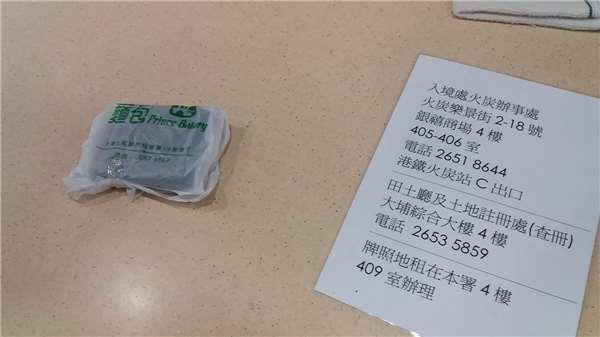 麵包
Prince Bakery
入境處火炭辦事處
火炭樂景街 2-18 號
銀禧商場 4 樓
405-406 室
電話 2651 8644
港鐵火炭站 C 出口
田土廳及土地註冊處(查冊)
大埔綜合大樓 4 樓
電話 2653 5859
牌照地租在本署 4 樓
409 室辦理